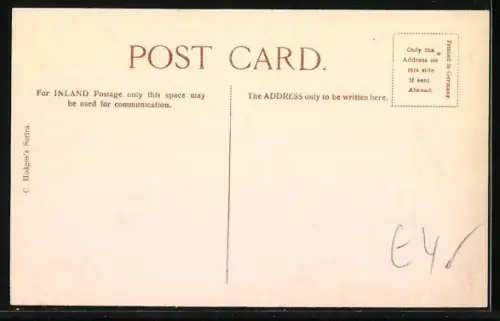 POST CARD.
For INLAND Postage only this space may
be used for communication.
The ADDRESS only to be written here.
Only the
Address on
this side
if sent
Abroad.
Printed in Germany
C. Hodges's Series.
E4